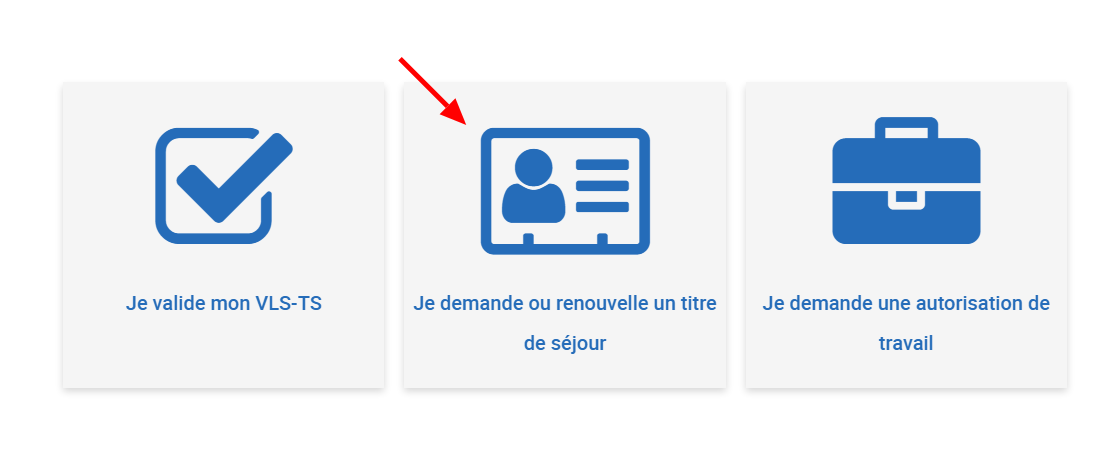 Je valide mon VLS-TS
Je demande ou renouvelle un titre
de séjour
Je demande une autorisation de
travail